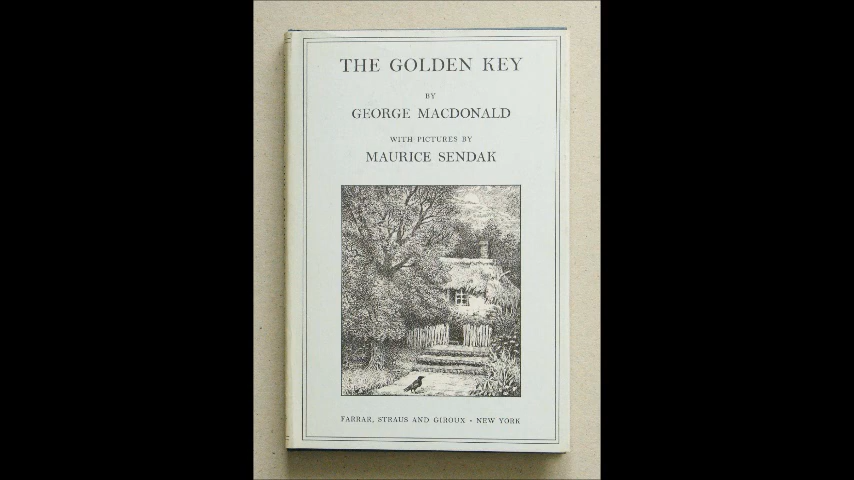 THE GOLDEN KEY
BY
GEORGE MACDONALD
WITH PICTURES BY
MAURICE SENDAK
FARRAR, STRAUS AND GIROUX · NEW YORK